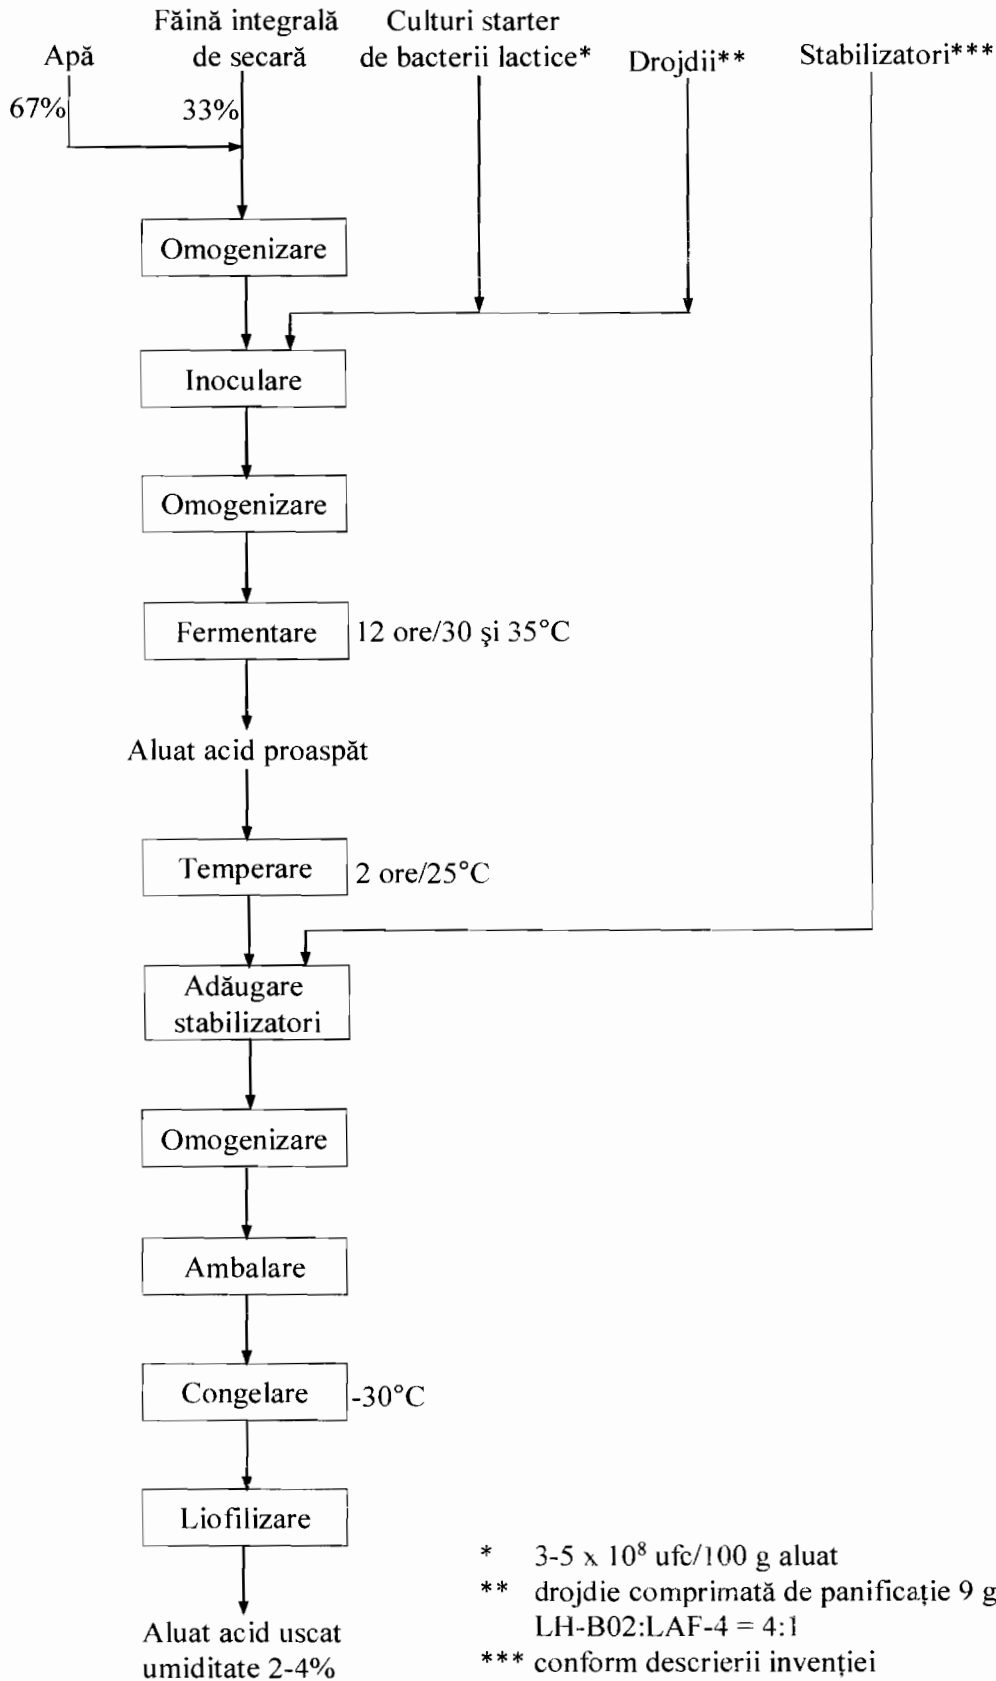 Apă
Făină integrală
de secară
Culturi starter
de bacterii lactice*
Drojdii**
Stabilizatori***
67%
33%
Omogenizare
Inoculare
Omogenizare
Fermentare
12 ore/30 şi 35°C
Aluat acid proaspăt
Temperare
2 ore/25°C
Adăugare
stabilizatori
Omogenizare
Ambalare
Congelare
-30°C
Liofilizare
Aluat acid uscat
umiditate 2-4%
* 3-5 x 10⁸ ufc/100 g aluat
** drojdie comprimată de panificaţie 9 g
LH-B02:LAF-4 = 4:1
*** conform descrierii invenţiei